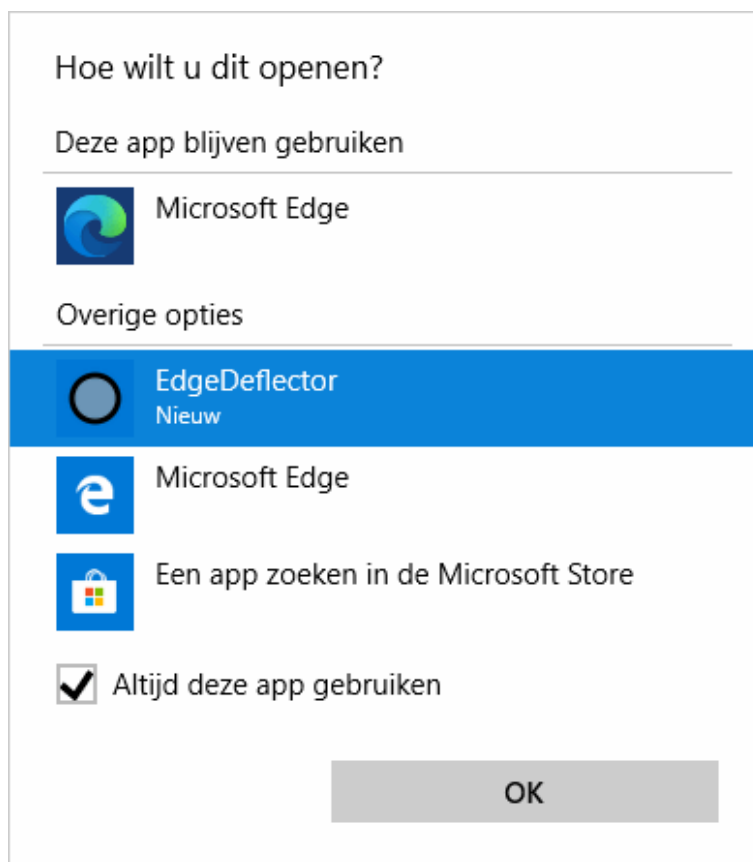 Hoe wilt u dit openen?
Deze app blijven gebruiken
Microsoft Edge
Overige opties
EdgeDeflector
Nieuw
Microsoft Edge
Een app zoeken in de Microsoft Store
Altijd deze app gebruiken
OK